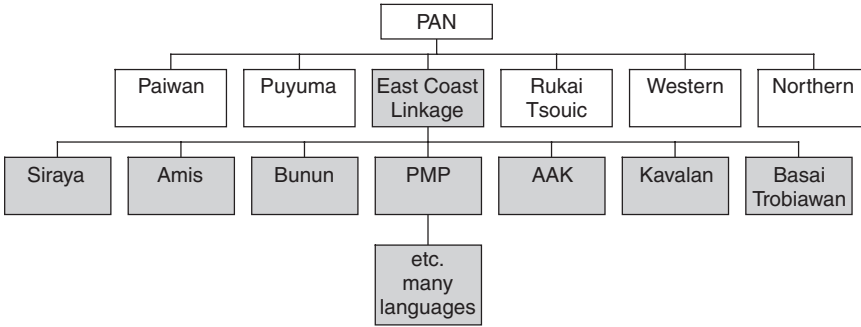 PAN
Paiwan
Puyuma
East Coast
Linkage
Rukai
Tsouic
Western
Northern
Siraya
Amis
Bunun
PMP
AAK
Kavalan
Basai
Trobiawan
etc.
many
languages